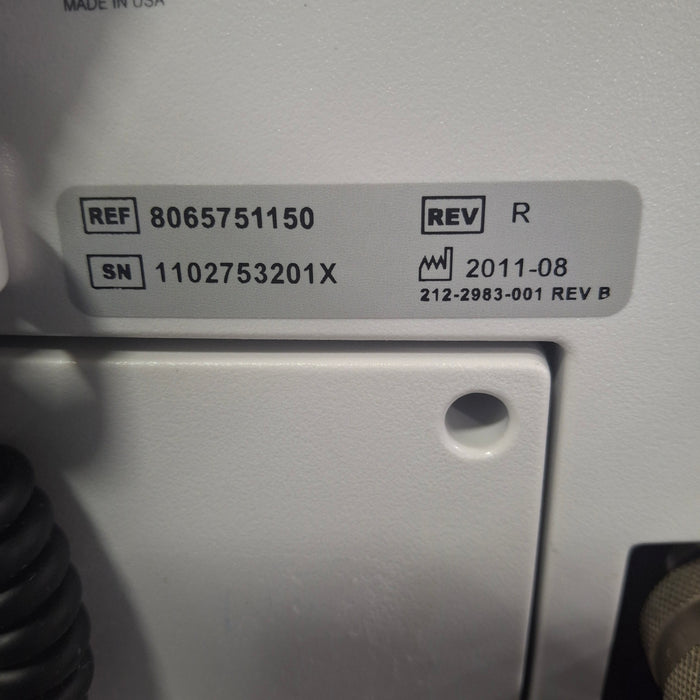 MADE IN USA
REF 8065751150
REV R
SN 1102753201X
2011-08
212-2983-001 REV B